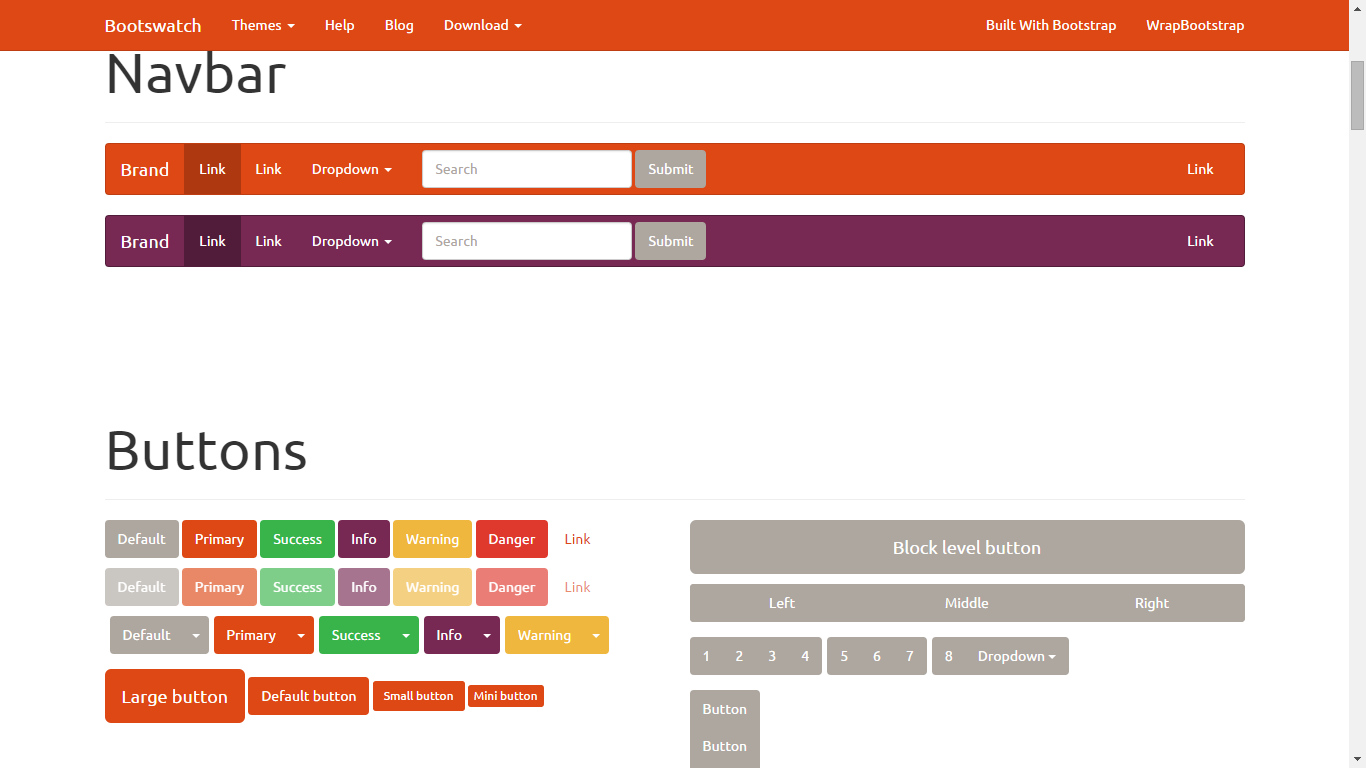 Bootswatch Themes Help Blog Download Built With Bootstrap WrapBootstrap
Navbar
Brand Link Link Dropdown Search Submit Link
Brand Link Link Dropdown Search Submit Link
Buttons
Default Primary Success Info Warning Danger Link
Default Primary Success Info Warning Danger Link
Default Primary Success Info Warning
Large button Default button Small button Mini button
Block level button
Left Middle Right
1 2 3 4 5 6 7 8 Dropdown
Button
Button